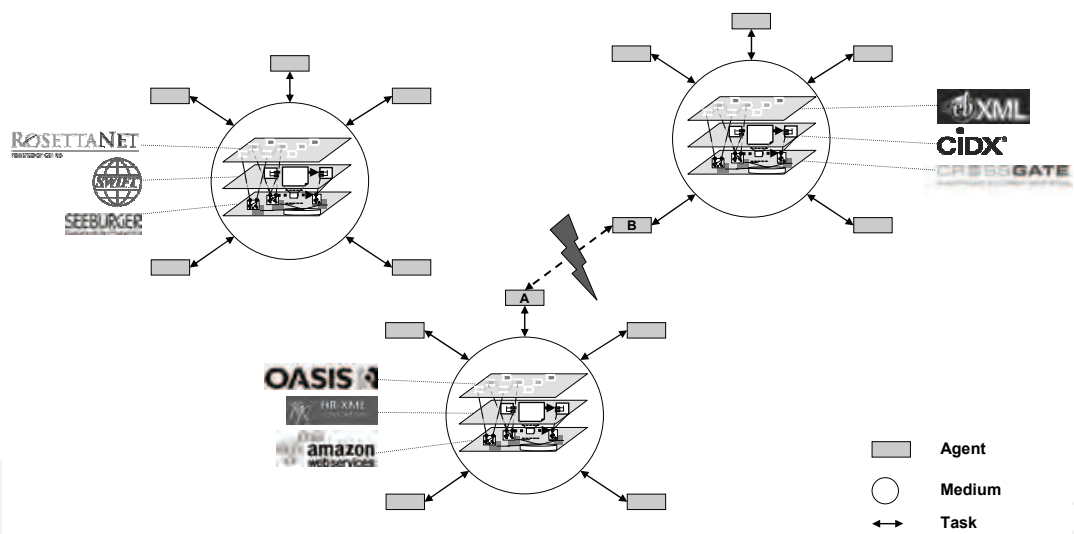 ROSETTANET
SWIFT
SEEBURGER
ebXML
CIDX
CROSSGATE
B
A
OASIS
HR-XML
amazon
webservices
Agent
Medium
Task